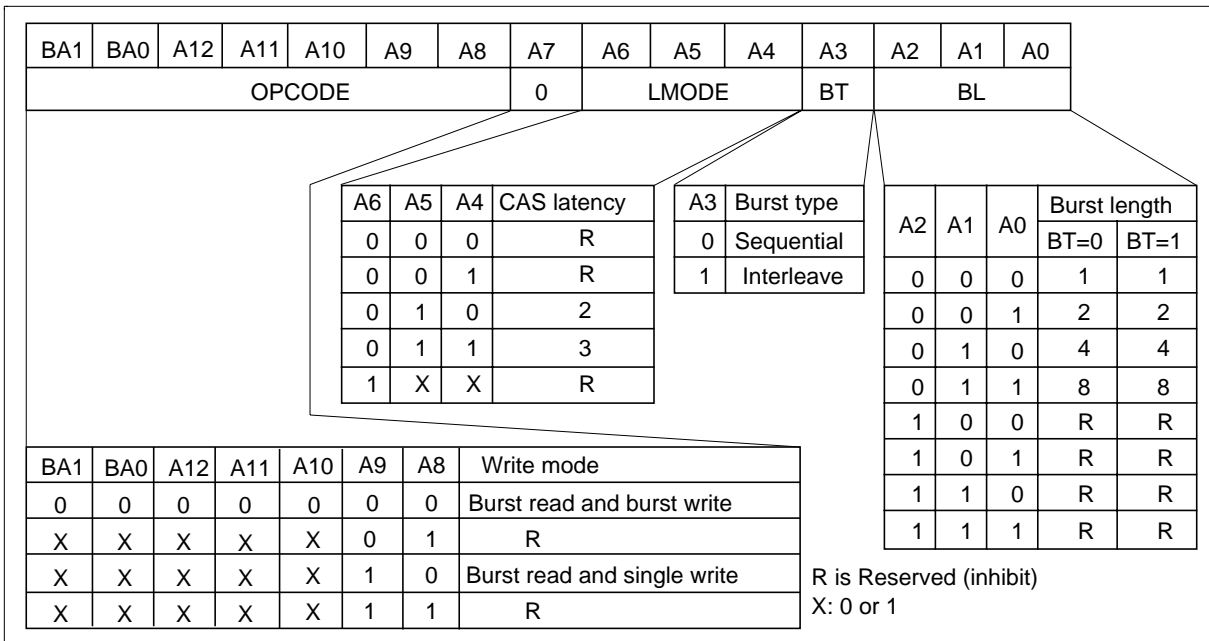 BA1 BA0 A12 A11 A10 A9 A8 A7 A6 A5 A4 A3 A2 A1 A0
OPCODE 0 LMODE BT BL
A6 A5 A4 CAS latency
0 0 0 R
0 0 1 R
0 1 0 2
0 1 1 3
1 X X R
A3 Burst type
0 Sequential
1 Interleave
A2 A1 A0 Burst length
BT=0 BT=1
0 0 0 1 1
0 0 1 2 2
0 1 0 4 4
0 1 1 8 8
1 0 0 R R
1 0 1 R R
1 1 0 R R
1 1 1 R R
BA1 BA0 A12 A11 A10 A9 A8 Write mode
0 0 0 0 0 0 0 Burst read and burst write
X X X X X 0 1 R
X X X X X 1 0 Burst read and single write
X X X X X 1 1 R
R is Reserved (inhibit)
X: 0 or 1